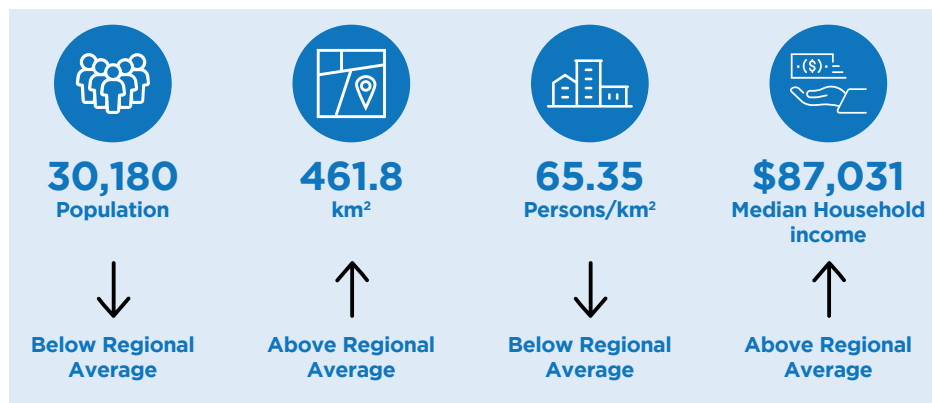 ($)
30,180
Population
461.8
km²
65.35
Persons/km²
$87,031
Median Household
income
Below Regional
Average
Above Regional
Average
Below Regional
Average
Above Regional
Average